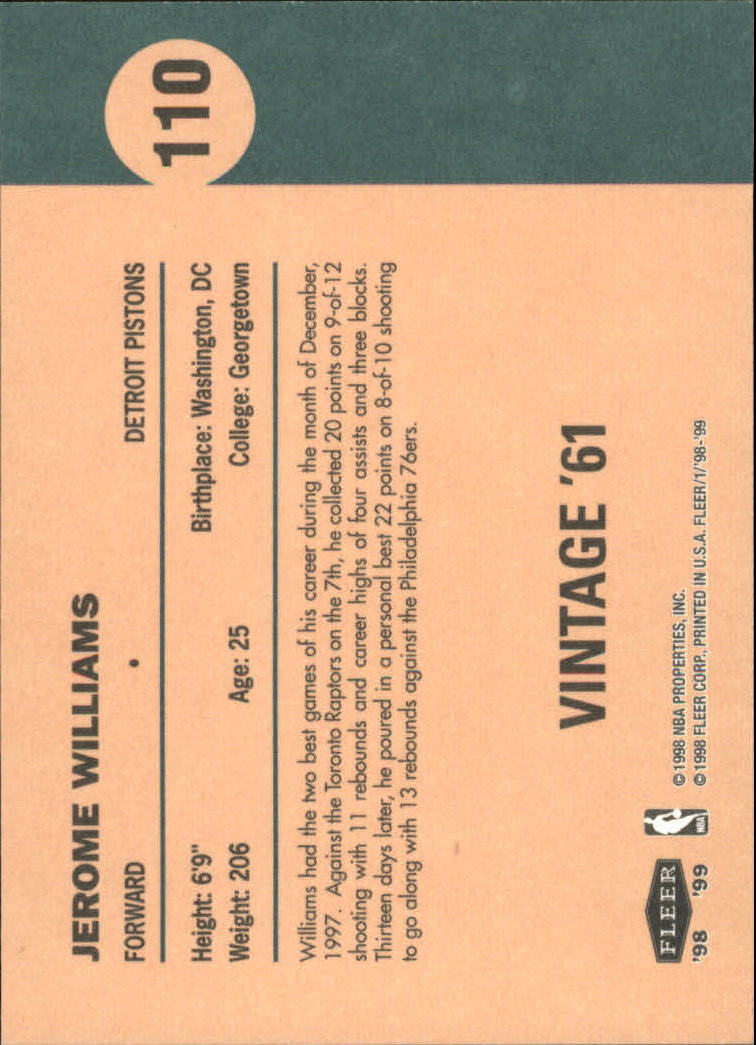 110
JEROME WILLIAMS
FORWARD • DETROIT PISTONS
Height: 6'9" Birthplace: Washington, DC
Weight: 206 Age: 25 College: Georgetown
Williams had the two best games of his career during the month of December,
1997. Against the Toronto Raptors on the 7th, he collected 20 points on 9-of-12
shooting with 11 rebounds and career highs of four assists and three blocks.
Thirteen days later, he poured in a personal best 22 points on 8-of-10 shooting
to go along with 13 rebounds against the Philadelphia 76ers.
VINTAGE '61
FLEER
'98 '99
NBA
©1998 NBA PROPERTIES, INC.
©1998 FLEER CORP., PRINTED IN U.S.A. FLEER/1/'98-'99